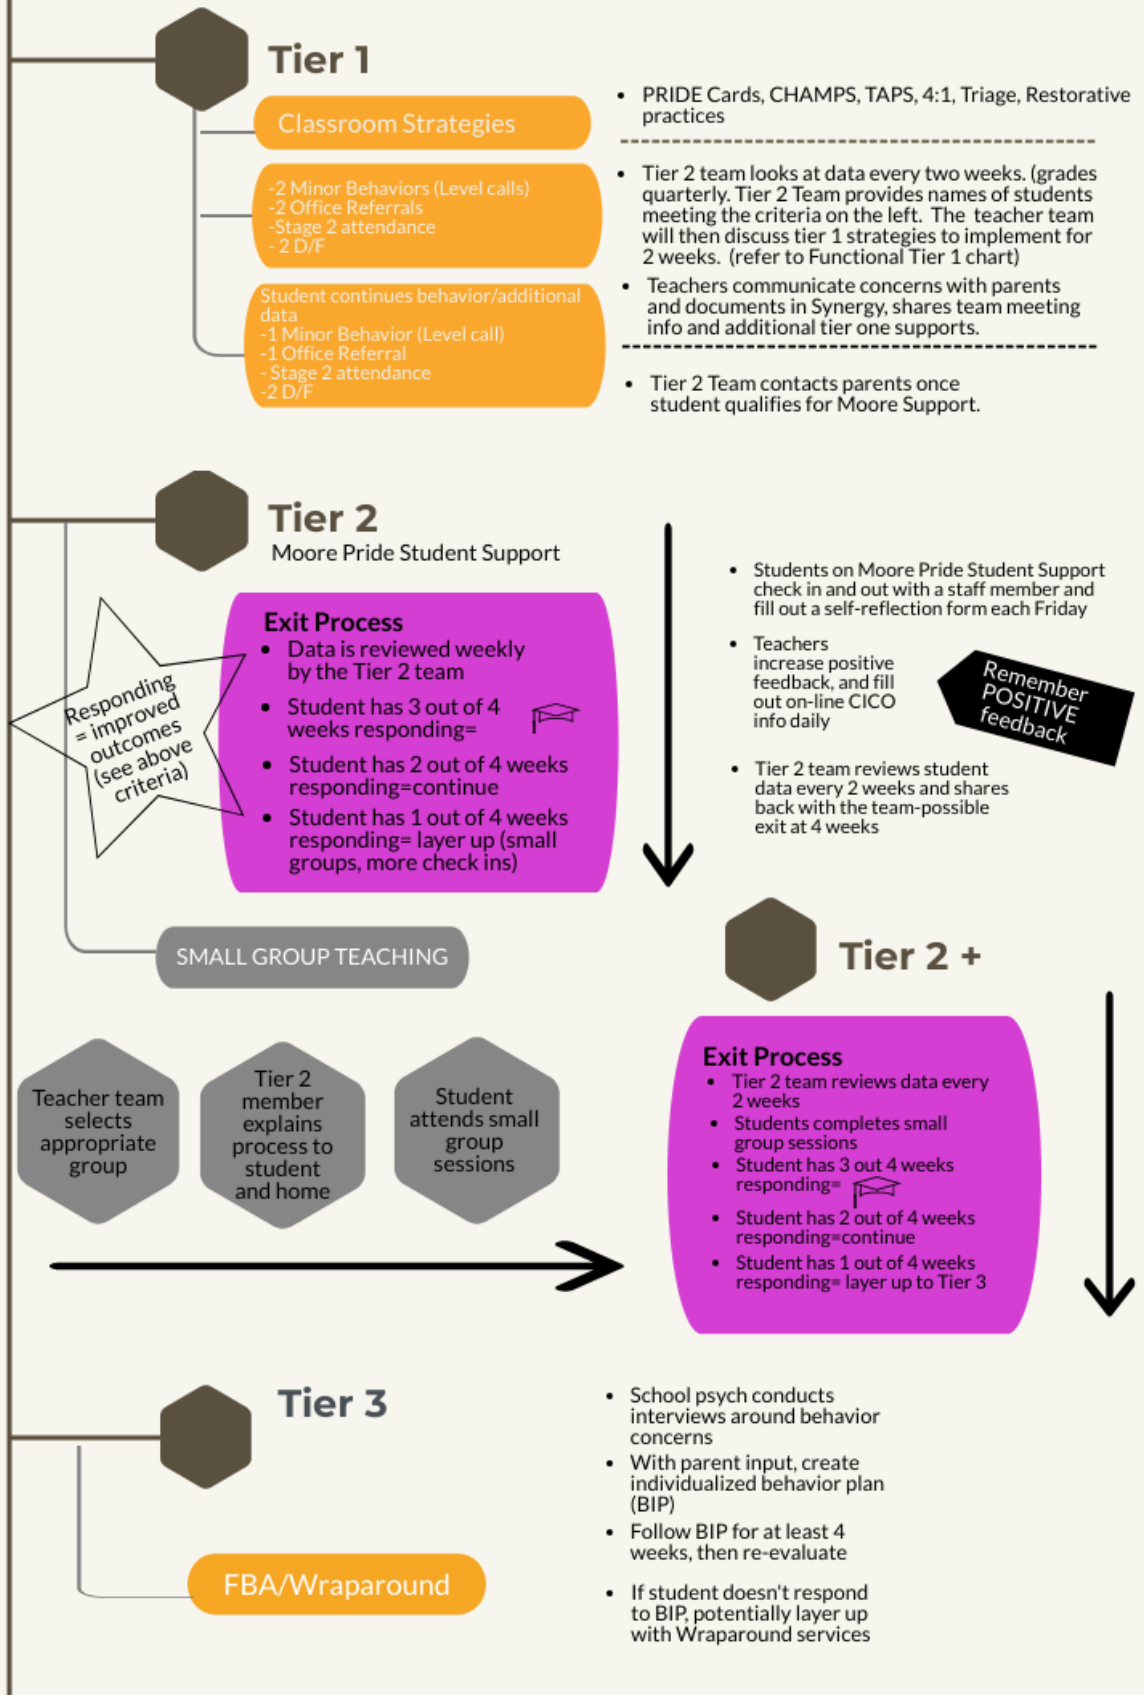 Tier 1
Classroom Strategies
• PRIDE Cards, CHAMPS, TAPS, 4:1, Triage, Restorative
practices
-2 Minor Behaviors (Level calls)
-2 Office Referrals
-Stage 2 attendance
- 2 D/F
• Tier 2 team looks at data every two weeks. (grades
quarterly. Tier 2 Team provides names of students
meeting the criteria on the left. The teacher team
will then discuss tier 1 strategies to implement for
2 weeks. (refer to Functional Tier 1 chart)
• Teachers communicate concerns with parents
and documents in Synergy, shares team meeting
info and additional tier one supports.
Student continues behavior/additional
data
-1 Minor Behavior (Level call)
-1 Office Referral
- Stage 2 attendance
-2 D/F
• Tier 2 Team contacts parents once
student qualifies for Moore Support.
Tier 2
Moore Pride Student Support
Responding
= improved
outcomes
(see above
criteria)
Exit Process
• Data is reviewed weekly
by the Tier 2 team
• Student has 3 out of 4
weeks responding=
• Student has 2 out of 4 weeks
responding=continue
• Student has 1 out of 4 weeks
responding= layer up (small
groups, more check ins)
• Students on Moore Pride Student Support
check in and out with a staff member and
fill out a self-reflection form each Friday
• Teachers
increase positive
feedback, and fill
out on-line CICO
info daily
Remember
POSITIVE
feedback
• Tier 2 team reviews student
data every 2 weeks and shares
back with the team-possible
exit at 4 weeks
SMALL GROUP TEACHING
Teacher team
selects
appropriate
group
Tier 2
member
explains
process to
student
and home
Student
attends small
group
sessions
Tier 2 +
Exit Process
• Tier 2 team reviews data every
2 weeks
• Students completes small
group sessions
• Student has 3 out 4 weeks
responding=
• Student has 2 out of 4 weeks
responding=continue
• Student has 1 out of 4 weeks
responding= layer up to Tier 3
Tier 3
FBA/Wraparound
• School psych conducts
interviews around behavior
concerns
• With parent input, create
individualized behavior plan
(BIP)
• Follow BIP for at least 4
weeks, then re-evaluate
• If student doesn't respond
to BIP, potentially layer up
with Wraparound services